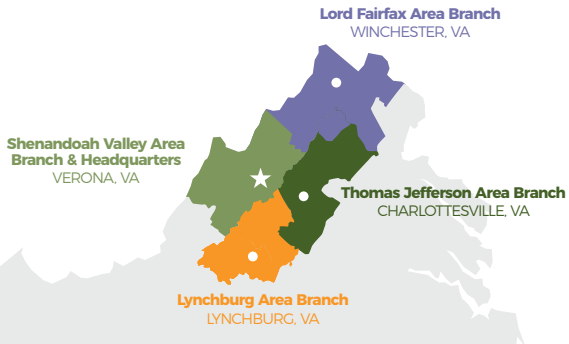 Lord Fairfax Area Branch
WINCHESTER, VA
Shenandoah Valley Area
Branch & Headquarters
VERONA, VA
Thomas Jefferson Area Branch
CHARLOTTESVILLE, VA
Lynchburg Area Branch
LYNCHBURG, VA